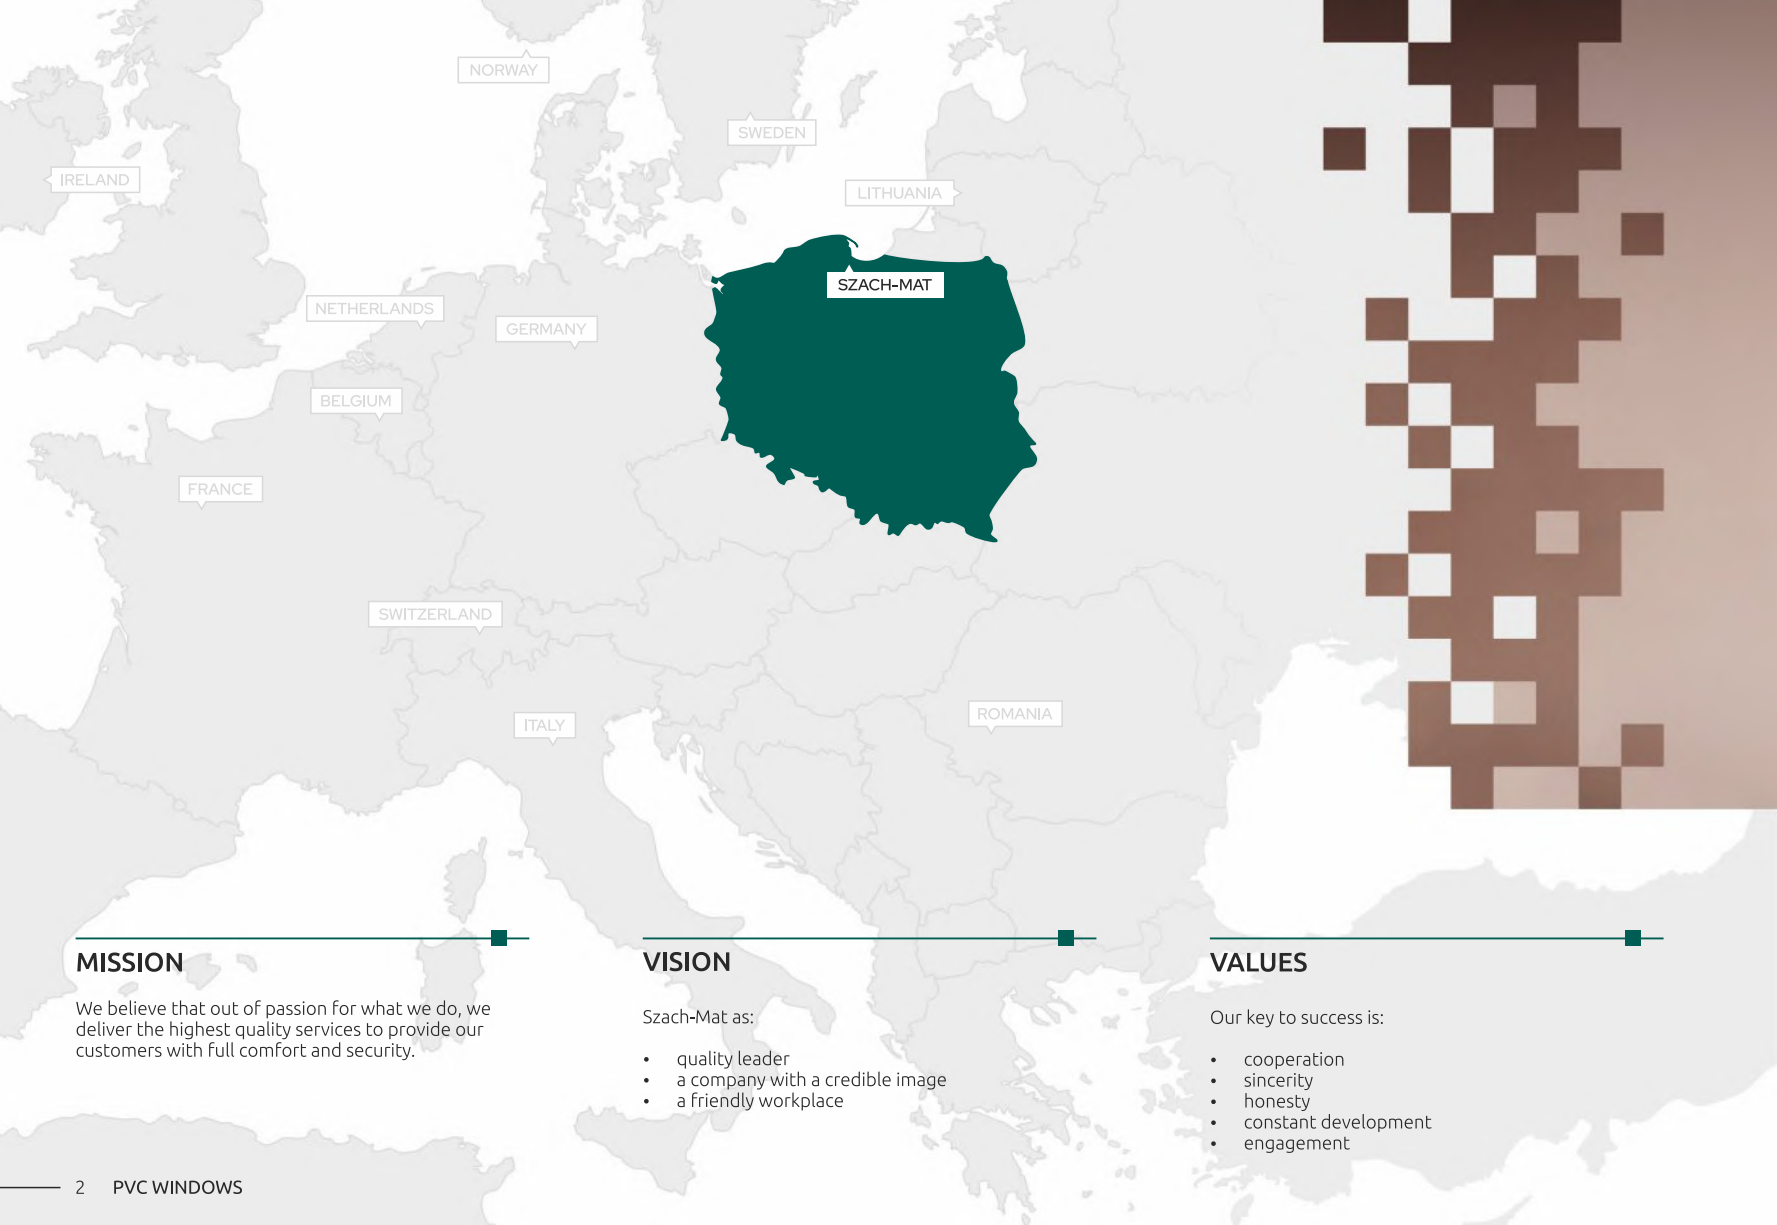 NORWAY
SWEDEN
IRELAND
LITHUANIA
SZACH-MAT
NETHERLANDS
GERMANY
BELGIUM
FRANCE
SWITZERLAND
ROMANIA
ITALY
MISSION
We believe that out of passion for what we do, we
deliver the highest quality services to provide our
customers with full comfort and security.
VISION
Szach-Mat as:
• quality leader
• a company with a credible image
• a friendly workplace
VALUES
Our key to success is:
• cooperation
• sincerity
• honesty
• constant development
• engagement
2 PVC WINDOWS